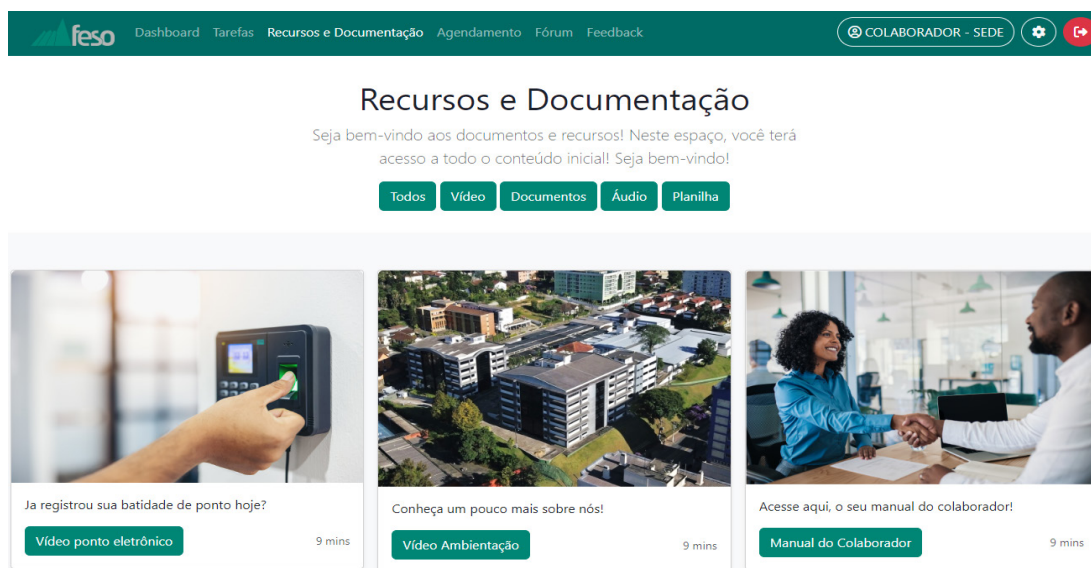 feso Dashboard Tarefas Recursos e Documentação Agendamento Fórum Feedback COLABORADOR - SEDE
Recursos e Documentação
Seja bem-vindo aos documentos e recursos! Neste espaço, você terá
acesso a todo o conteúdo inicial! Seja bem-vindo!
Todos Vídeo Documentos Áudio Planilha
Ja registrou sua batidade de ponto hoje?
Vídeo ponto eletrônico 9 mins
Conheça um pouco mais sobre nós!
Vídeo Ambientação 9 mins
Acesse aqui, o seu manual do colaborador!
Manual do Colaborador 9 mins